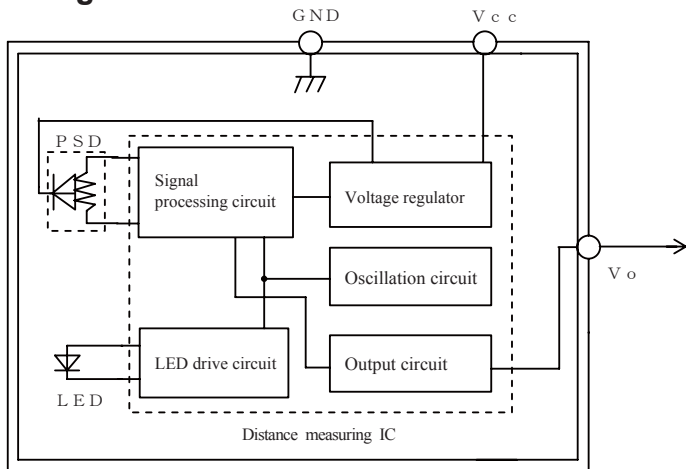 GND
Vcc
PSD
Signal
processing circuit
Voltage regulator
Oscillation circuit
Vo
LED drive circuit
Output circuit
LED
Distance measuring IC